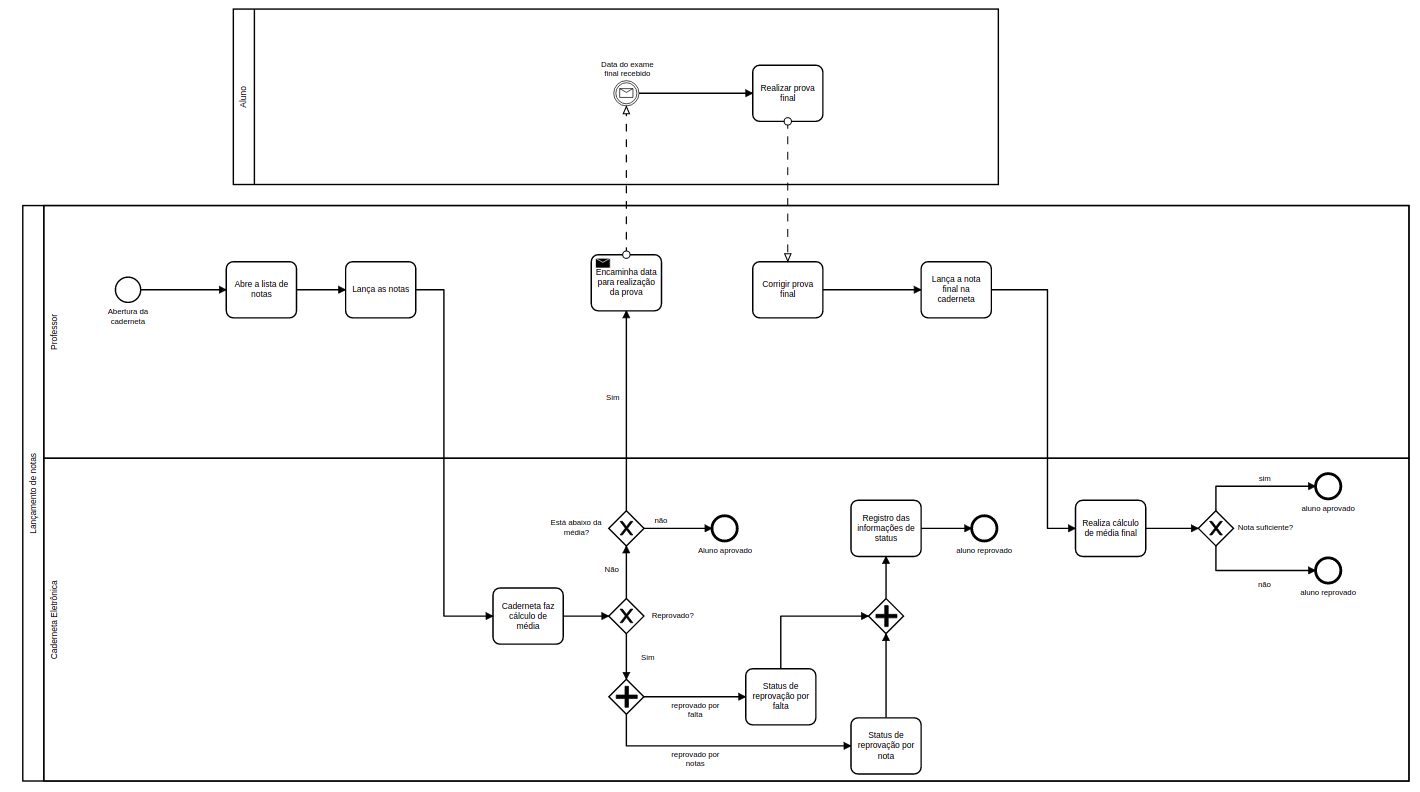 Aluno
Data do exame
final recebido
Realizar prova
final
Lançamento de notas
Professor
Abertura da
caderneta
Abre a lista de
notas
Lança as notas
Encaminha data
para realização
da prova
Corrigir prova
final
Lança a nota
final na
caderneta
Sim
Caderneta Eletrônica
Está abaixo da
média?
não
Aluno aprovado
Não
Caderneta faz
cálculo de
média
Reprovado?
Sim
reprovado por
falta
Status de
reprovação por
falta
reprovado por
notas
Status de
reprovação por
nota
Registro das
informações de
status
aluno reprovado
Realiza cálculo
de média final
Nota suficiente?
sim
aluno aprovado
não
aluno reprovado